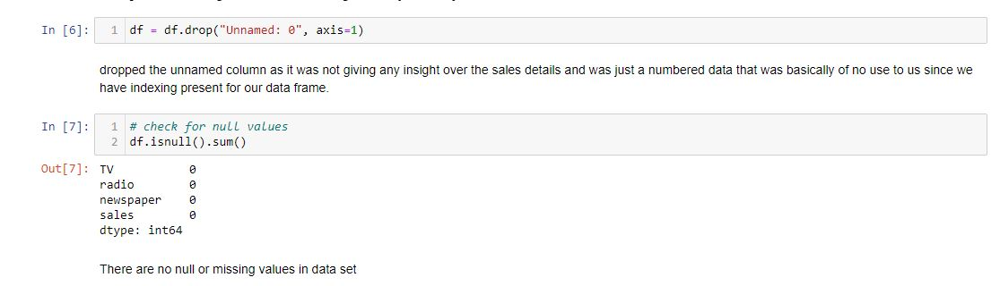 In [6]: 1 df = df.drop("Unnamed: 0", axis=1)
dropped the unnamed column as it was not giving any insight over the sales details and was just a numbered data that was basically of no use to us since we
have indexing present for our data frame.
In [7]: 1 # check for null values
2 df.isnull().sum()
Out[7]: TV 0
radio 0
newspaper 0
sales 0
dtype: int64
There are no null or missing values in data set